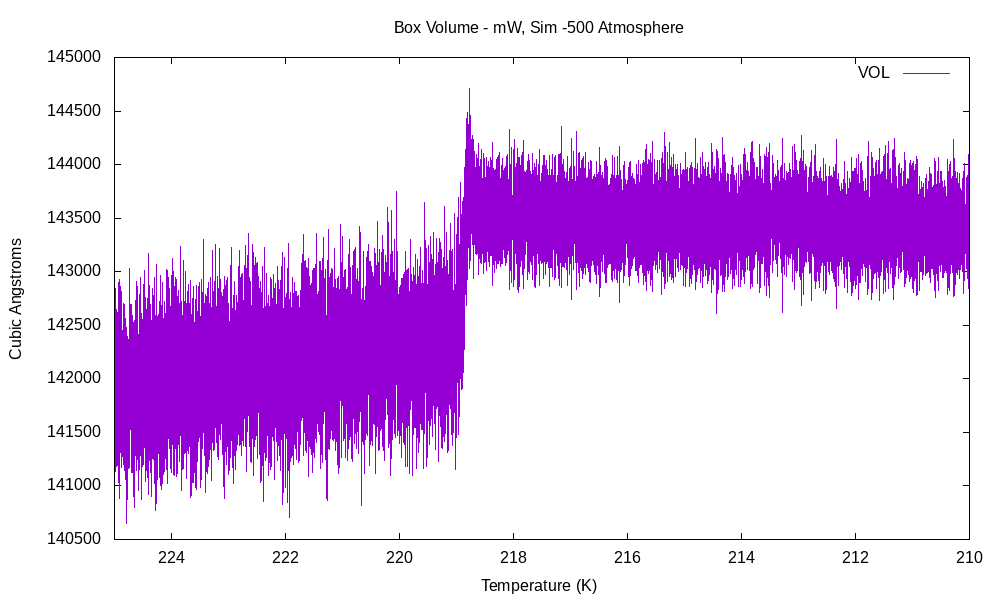 Box Volume - mW, Sim -500 Atmosphere
VOL
145000
144500
144000
143500
143000
142500
142000
141500
141000
140500
Cubic Angstroms
224 222 220 218 216 214 212 210
Temperature (K)